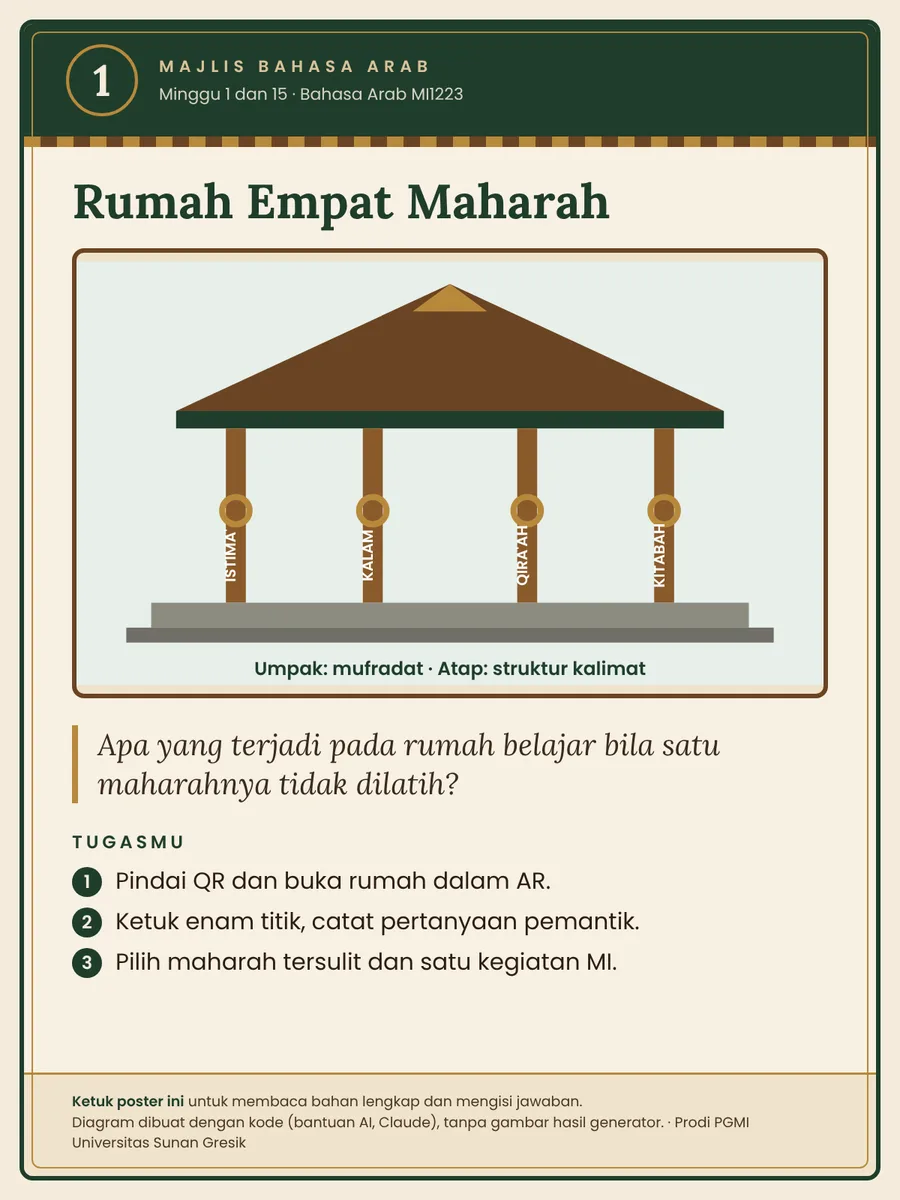 1
MAJLIS BAHASA ARAB
Minggu 1 dan 15 · Bahasa Arab MI1223
Rumah Empat Maharah
ISTIMA'
KALAM
QIRA'AH
KITABAH
Umpak: mufradat · Atap: struktur kalimat
Apa yang terjadi pada rumah belajar bila satu
maharahnya tidak dilatih?
TUGASMU
1 Pindai QR dan buka rumah dalam AR.
2 Ketuk enam titik, catat pertanyaan pemantik.
3 Pilih maharah tersulit dan satu kegiatan MI.
Ketuk poster ini untuk membaca bahan lengkap dan mengisi jawaban.
Diagram dibuat dengan kode (bantuan AI, Claude), tanpa gambar hasil generator. · Prodi PGMI
Universitas Sunan Gresik